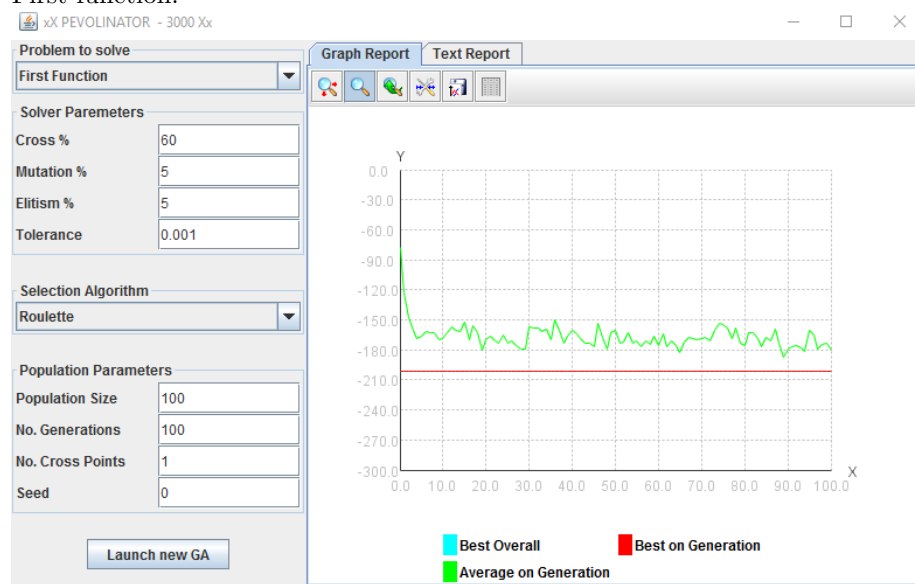 First function:
xX PEVOLINATOR - 3000 Xx
Problem to solve
First Function
Solver Paremeters
Cross % 60
Mutation % 5
Elitism % 5
Tolerance 0.001
Selection Algorithm
Roulette
Population Parameters
Population Size 100
No. Generations 100
No. Cross Points 1
Seed 0
Launch new GA
Graph Report Text Report
Y
0.0
-30.0
-60.0
-90.0
-120.0
-150.0
-180.0
-210.0
-240.0
-270.0
-300.0
X
0.0 10.0 20.0 30.0 40.0 50.0 60.0 70.0 80.0 90.0 100.0
Best Overall Best on Generation
Average on Generation